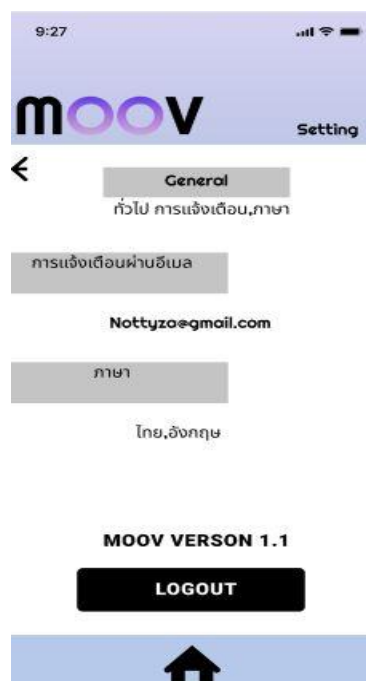 9:27
mOOV
Setting
General
ทั่วไป การแจ้งเตือน,ภาษา
การแจ้งเตือนผ่านอีเมล
Nottyza@gmail.com
ภาษา
ไทย,อังกฤษ
MOOV VERSON 1.1
LOGOUT